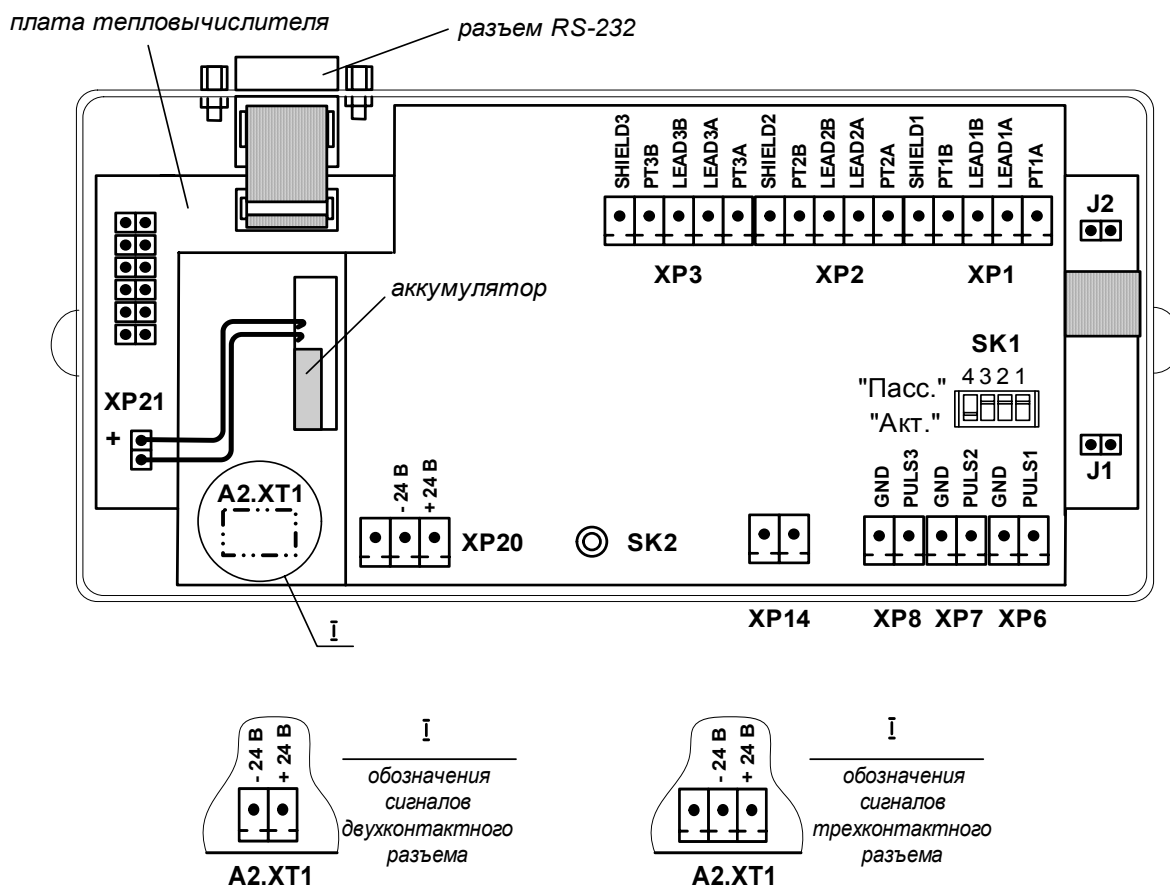 плата тепловычислителя
разъем RS-232
SHIELD3
PT3B
LEAD3B
LEAD3A
PT3A
SHIELD2
PT2B
LEAD2B
LEAD2A
PT2A
SHIELD1
PT1B
LEAD1B
LEAD1A
PT1A
J2
XP3
XP2
XP1
аккумулятор
SK1
"Пасс."
4 3 2 1
"Акт."
XP21
+
J1
A2.XT1
- 24 В
+ 24 В
XP20
SK2
GND
PULS3
GND
PULS2
GND
PULS1
XP14
XP8
XP7
XP6
I
- 24 В
+ 24 В
I
обозначения
сигналов
двухконтактного
разъема
A2.XT1
- 24 В
+ 24 В
I
обозначения
сигналов
трехконтактного
разъема
A2.XT1